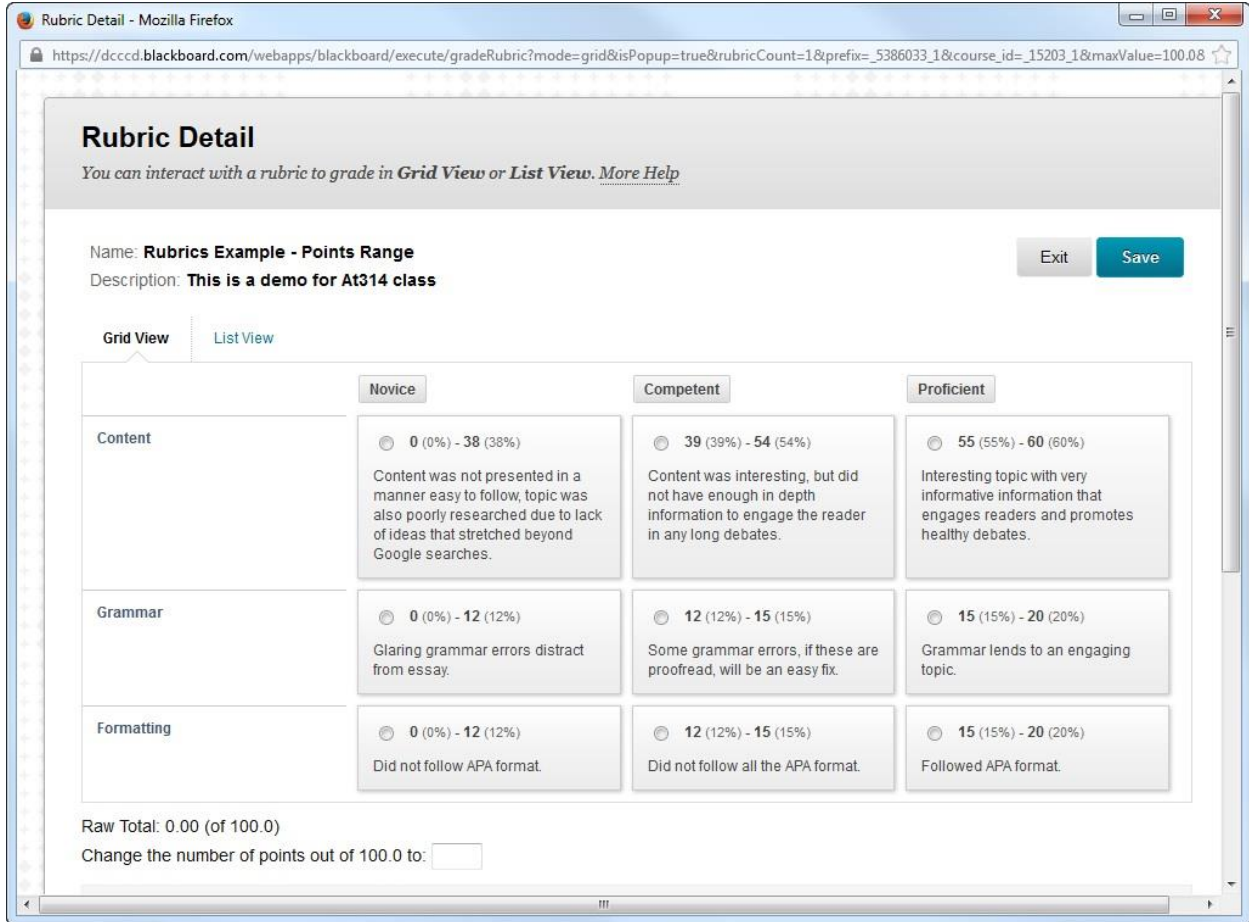 Rubric Detail - Mozilla Firefox
https://dcccd.blackboard.com/webapps/blackboard/execute/gradeRubric?mode=grid&isPopup=true&rubricCount=1&prefix=_5386033_1&course_id=_15203_1&maxValue=100.0&
Rubric Detail
You can interact with a rubric to grade in Grid View or List View. More Help
Name: Rubrics Example - Points Range
Description: This is a demo for At314 class
Exit
Save
Grid View
List View
Novice
Competent
Proficient
Content
0 (0%) - 38 (38%)
Content was not presented in a
manner easy to follow, topic was
also poorly researched due to lack
of ideas that stretched beyond
Google searches.
39 (39%) - 54 (54%)
Content was interesting, but did
not have enough in depth
information to engage the reader
in any long debates.
55 (55%) - 60 (60%)
Interesting topic with very
informative information that
engages readers and promotes
healthy debates.
Grammar
0 (0%) - 12 (12%)
Glaring grammar errors distract
from essay.
12 (12%) - 15 (15%)
Some grammar errors, if these are
proofread, will be an easy fix.
15 (15%) - 20 (20%)
Grammar lends to an engaging
topic.
Formatting
0 (0%) - 12 (12%)
Did not follow APA format.
12 (12%) - 15 (15%)
Did not follow all the APA format.
15 (15%) - 20 (20%)
Followed APA format.
Raw Total: 0.00 (of 100.0)
Change the number of points out of 100.0 to: